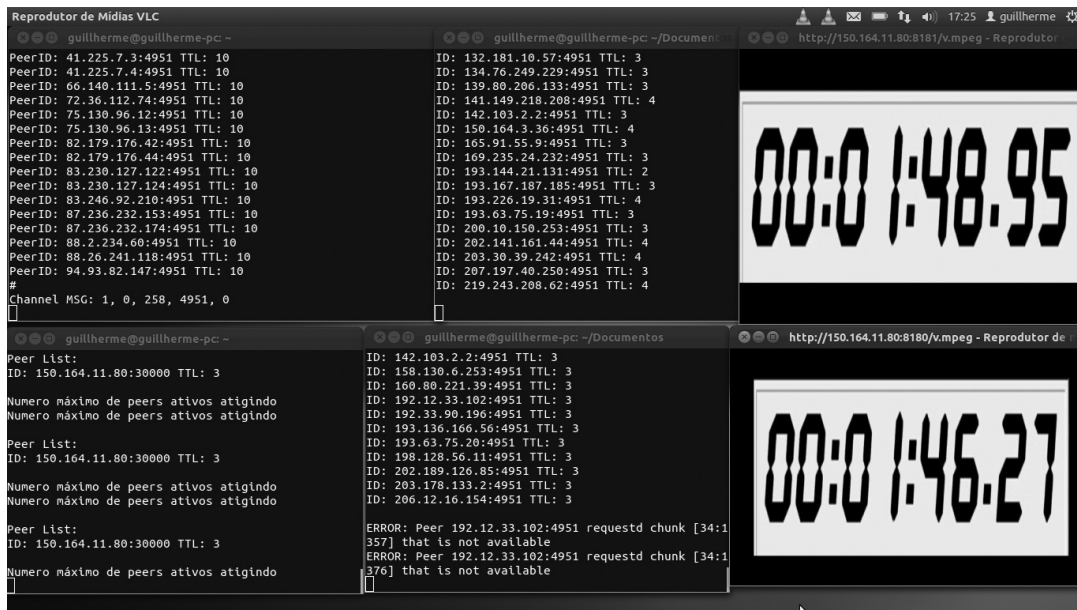 Reprodutor de Mídias VLC
17:25 guilherme
guillherme@guillherme-pc: ~
PeerID: 41.225.7.3:4951 TTL: 10
PeerID: 41.225.7.4:4951 TTL: 10
PeerID: 66.140.111.5:4951 TTL: 10
PeerID: 72.36.112.74:4951 TTL: 10
PeerID: 75.130.96.12:4951 TTL: 10
PeerID: 75.130.96.13:4951 TTL: 10
PeerID: 82.179.176.42:4951 TTL: 10
PeerID: 82.179.176.44:4951 TTL: 10
PeerID: 83.230.127.122:4951 TTL: 10
PeerID: 83.230.127.124:4951 TTL: 10
PeerID: 83.246.92.210:4951 TTL: 10
PeerID: 87.236.232.153:4951 TTL: 10
PeerID: 87.236.232.174:4951 TTL: 10
PeerID: 88.2.234.60:4951 TTL: 10
PeerID: 88.26.241.118:4951 TTL: 10
PeerID: 94.93.82.147:4951 TTL: 10
#
Channel MSG: 1, 0, 258, 4951, 0
guillherme@guillherme-pc: ~/Document
ID: 132.181.10.57:4951 TTL: 3
ID: 134.76.249.229:4951 TTL: 3
ID: 139.80.206.133:4951 TTL: 3
ID: 141.149.218.208:4951 TTL: 4
ID: 142.103.2.2:4951 TTL: 3
ID: 150.164.3.36:4951 TTL: 4
ID: 165.91.55.9:4951 TTL: 3
ID: 169.235.24.232:4951 TTL: 3
ID: 193.144.21.131:4951 TTL: 2
ID: 193.167.187.185:4951 TTL: 3
ID: 193.226.19.31:4951 TTL: 4
ID: 193.63.75.19:4951 TTL: 3
ID: 200.10.150.253:4951 TTL: 3
ID: 202.141.161.44:4951 TTL: 4
ID: 203.30.39.242:4951 TTL: 4
ID: 207.197.40.250:4951 TTL: 3
ID: 219.243.208.62:4951 TTL: 4
http://150.164.11.80:8181/v.mpeg - Reprodutor
00:01:48.95
guillherme@guillherme-pc: ~
Peer List:
ID: 150.164.11.80:30000 TTL: 3
Numero máximo de peers ativos atigindo
Numero máximo de peers ativos atigindo
Peer List:
ID: 150.164.11.80:30000 TTL: 3
Numero máximo de peers ativos atigindo
Numero máximo de peers ativos atigindo
Peer List:
ID: 150.164.11.80:30000 TTL: 3
Numero máximo de peers ativos atigindo
guillherme@guillherme-pc: ~/Documentos
ID: 142.103.2.2:4951 TTL: 3
ID: 158.130.6.253:4951 TTL: 3
ID: 160.80.221.39:4951 TTL: 3
ID: 192.12.33.102:4951 TTL: 3
ID: 192.33.90.196:4951 TTL: 3
ID: 193.136.166.56:4951 TTL: 3
ID: 193.63.75.20:4951 TTL: 3
ID: 198.128.56.11:4951 TTL: 3
ID: 202.189.126.85:4951 TTL: 3
ID: 203.178.133.2:4951 TTL: 3
ID: 206.12.16.154:4951 TTL: 3
ERROR: Peer 192.12.33.102:4951 requestd chunk [34:1
357] that is not available
ERROR: Peer 192.12.33.102:4951 requestd chunk [34:1
376] that is not available
http://150.164.11.80:8180/v.mpeg - Reprodutor de
00:01:46.27